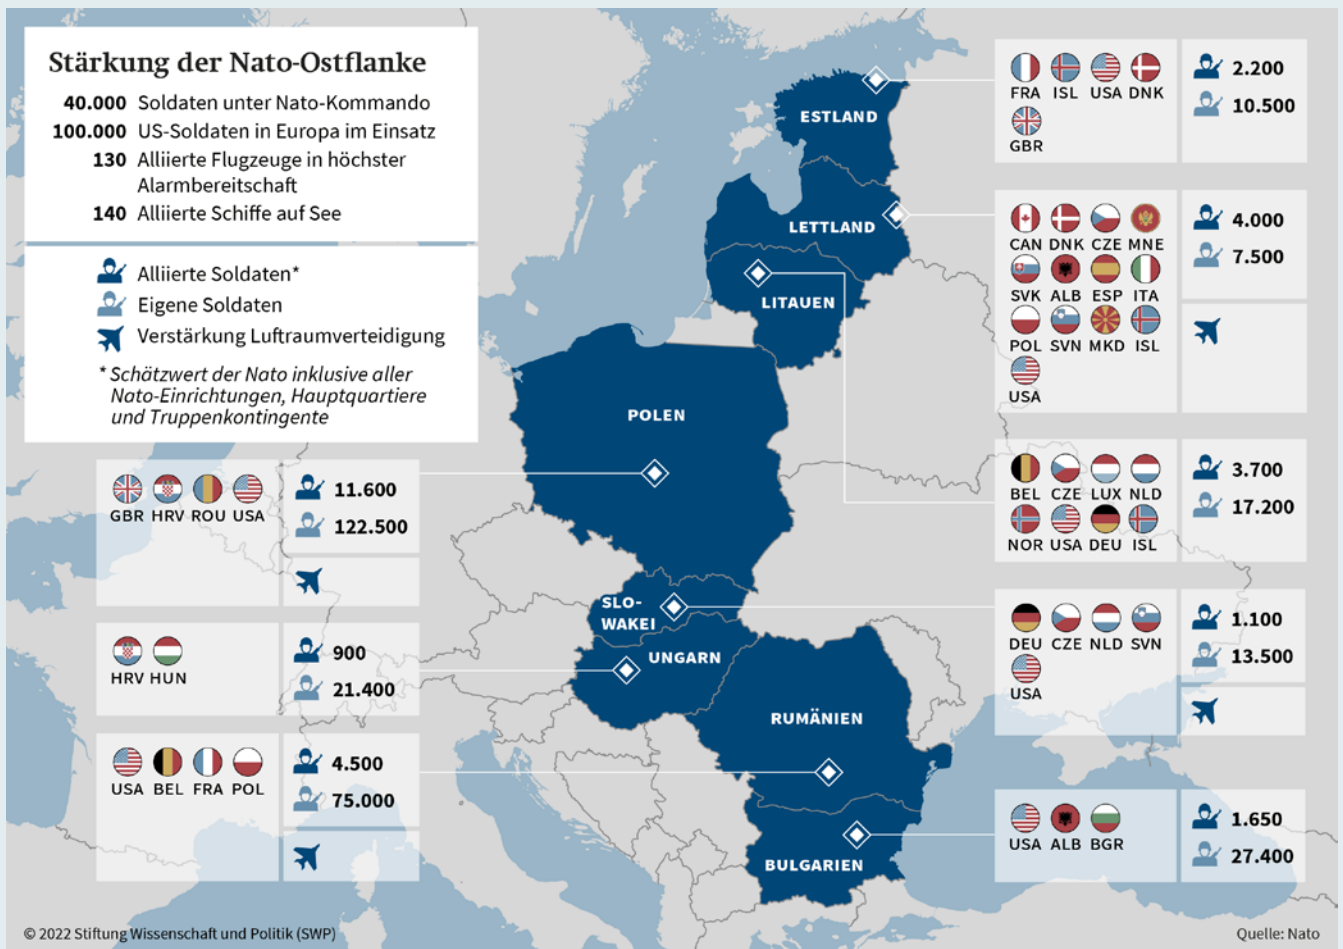 Stärkung der Nato-Ostflanke
40.000 Soldaten unter Nato-Kommando
100.000 US-Soldaten in Europa im Einsatz
130 Alliierte Flugzeuge in höchster
Alarmbereitschaft
140 Alliierte Schiffe auf See
Alliierte Soldaten*
Eigene Soldaten
Verstärkung Luftraumverteidigung
* Schätzwert der Nato inklusive aller
Nato-Einrichtungen, Hauptquartiere
und Truppenkontingente
ESTLAND
LETTLAND
LITAUEN
POLEN
SLO-
WAKEI
UNGARN
RUMÄNIEN
BULGARIEN
FRA ISL USA DNK
GBR
2.200
10.500
CAN DNK CZE MNE
SVK ALB ESP ITA
POL SVN MKD ISL
USA
4.000
7.500
BEL CZE LUX NLD
NOR USA DEU ISL
3.700
17.200
DEU CZE NLD SVN
USA
1.100
13.500
USA ALB BGR
1.650
27.400
GBR HRV ROU USA
11.600
122.500
HRV HUN
900
21.400
USA BEL FRA POL
4.500
75.000
© 2022 Stiftung Wissenschaft und Politik (SWP)
Quelle: Nato